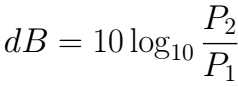 dB = 10 log₁₀ P₂/P₁